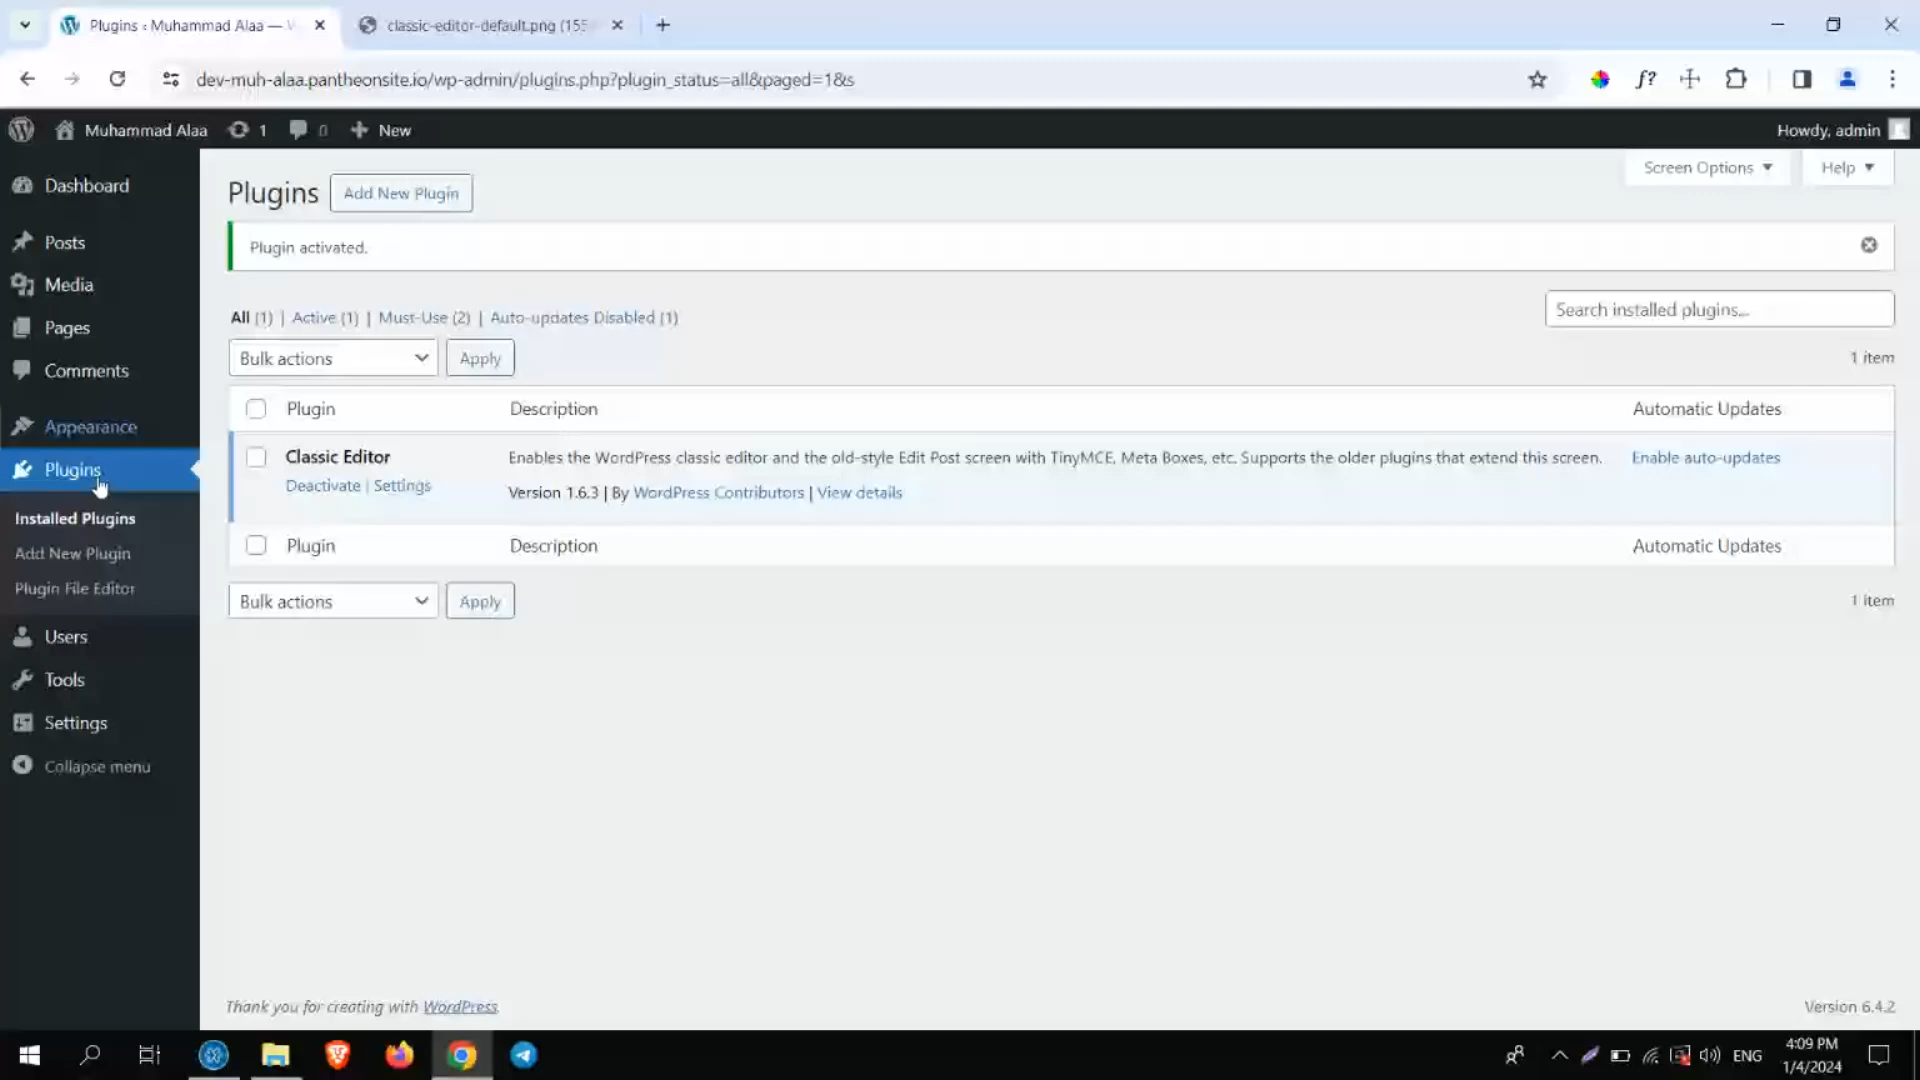 Plugins ‹ Muhammad Alaa —
classic-editor-default.png (155
dev-muh-alaa.pantheonsite.io/wp-admin/plugins.php?plugin_status=all&paged=1&s
f?
Muhammad Alaa 1 0 New
Howdy, admin
Screen Options Help
Dashboard
Posts
Media
Pages
Comments
Appearance
Plugins
Installed Plugins
Add New Plugin
Plugin File Editor
Users
Tools
Settings
Collapse menu
Plugins Add New Plugin
Plugin activated.
All (1) | Active (1) | Must-Use (2) | Auto-updates Disabled (1)
Search installed plugins...
Bulk actions Apply
1 item
Plugin Description Automatic Updates
Classic Editor
Deactivate | Settings
Enables the WordPress classic editor and the old-style Edit Post screen with TinyMCE, Meta Boxes, etc. Supports the older plugins that extend this screen.
Version 1.6.3 | By WordPress Contributors | View details
Enable auto-updates
Plugin Description Automatic Updates
Bulk actions Apply
1 item
Thank you for creating with WordPress.
Version 6.4.2
ENG
4:09 PM
1/4/2024